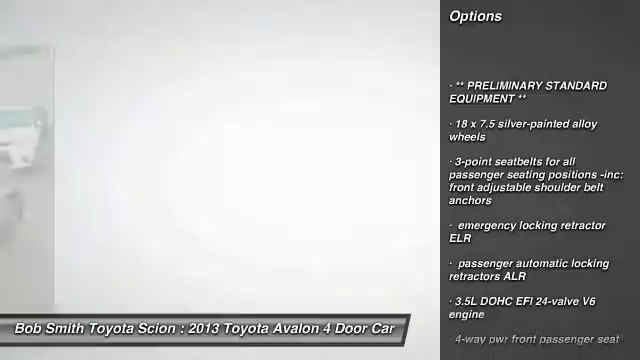 Options
· ** PRELIMINARY STANDARD
EQUIPMENT **
· 18 x 7.5 silver-painted alloy
wheels
· 3-point seatbelts for all
passenger seating positions -inc:
front adjustable shoulder belt
anchors
· emergency locking retractor
ELR
· passenger automatic locking
retractors ALR
· 3.5L DOHC EFI 24-valve V6
engine
· 4-way pwr front passenger seat
Bob Smith Toyota Scion : 2013 Toyota Avalon 4 Door Car